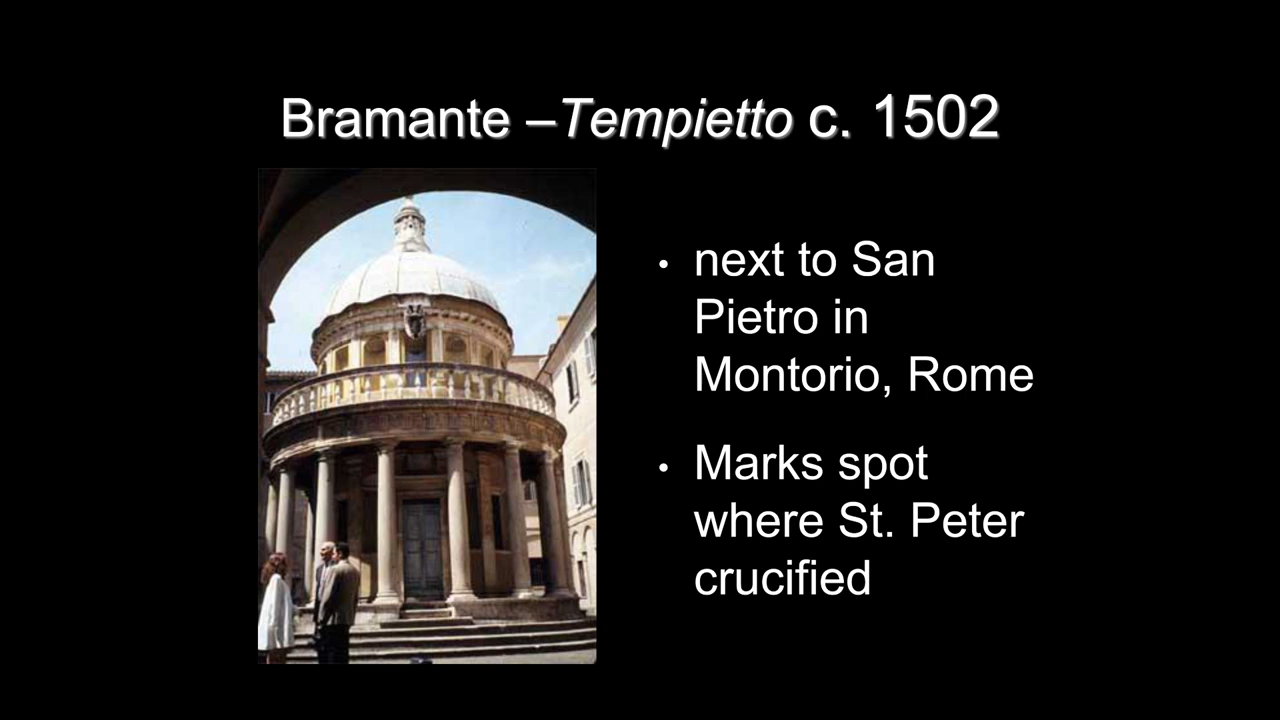 Bramante –Tempietto c. 1502
• next to San
Pietro in
Montorio, Rome
• Marks spot
where St. Peter
crucified